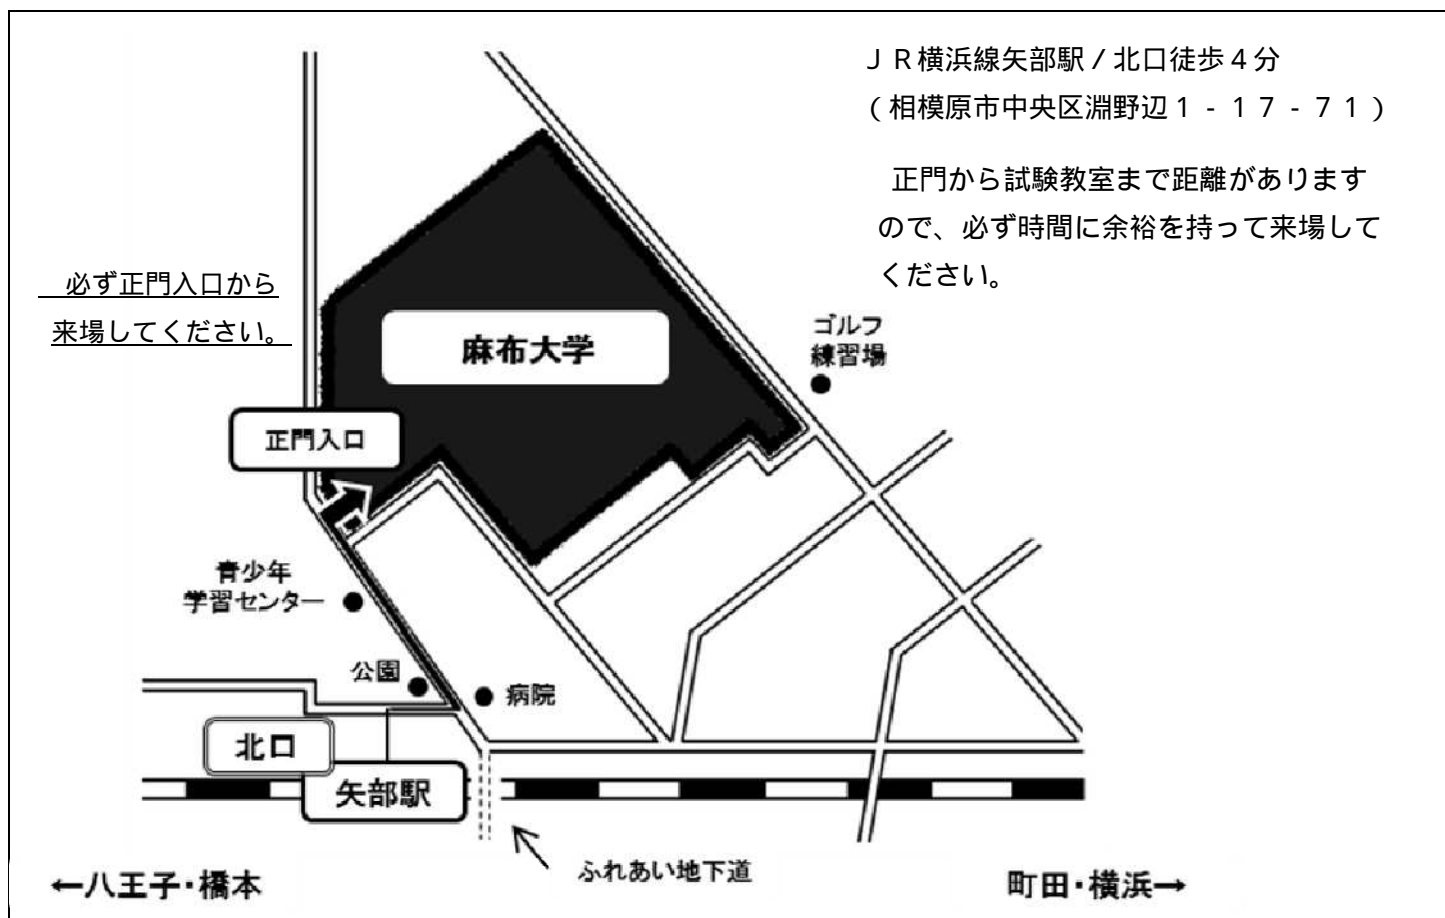 ＪＲ横浜線矢部駅/北口徒歩４分
(相模原市中央区淵野辺１-１７-７１)
正門から試験教室まで距離があります
ので、必ず時間に余裕を持って来場して
ください。
必ず正門入口から
来場してください。
ゴルフ
練習場
麻布大学
正門入口
青少年
学習センター
公園
病院
北口
矢部駅
ふれあい地下道
←八王子・橋本
町田・横浜→